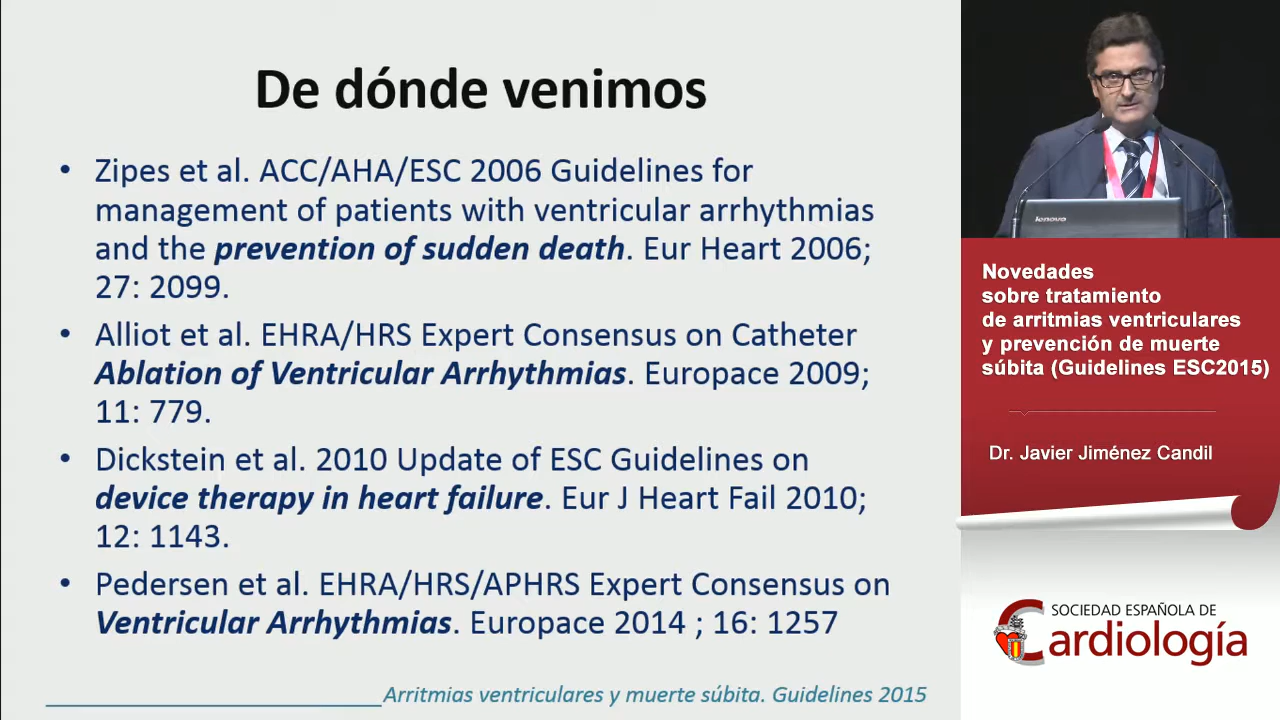 De dónde venimos
• Zipes et al. ACC/AHA/ESC 2006 Guidelines for
management of patients with ventricular arrhythmias
and the prevention of sudden death. Eur Heart 2006;
27: 2099.
• Alliot et al. EHRA/HRS Expert Consensus on Catheter
Ablation of Ventricular Arrhythmias. Europace 2009;
11: 779.
• Dickstein et al. 2010 Update of ESC Guidelines on
device therapy in heart failure. Eur J Heart Fail 2010;
12: 1143.
• Pedersen et al. EHRA/HRS/APHRS Expert Consensus on
Ventricular Arrhythmias. Europace 2014 ; 16: 1257
Arritmias ventriculares y muerte súbita. Guidelines 2015
lenovo
Novedades
sobre tratamiento
de arritmias ventriculares
y prevención de muerte
súbita (Guidelines ESC2015)
Dr. Javier Jiménez Candil
SOCIEDAD ESPAÑOLA DE
Cardiología